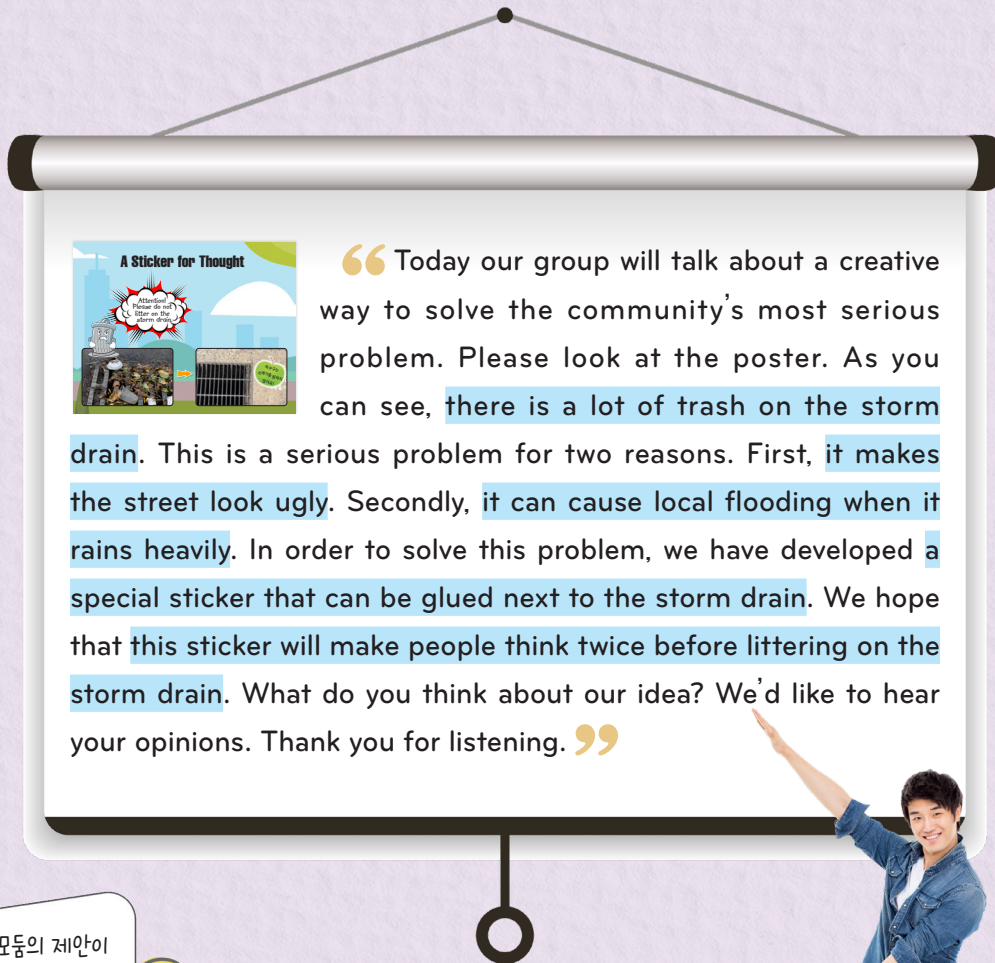 A Sticker for Thought
Attention!
Please do not
litter on the
storm drain.
“Today our group will talk about a creative
way to solve the community’s most serious
problem. Please look at the poster. As you
can see, there is a lot of trash on the storm
drain. This is a serious problem for two reasons. First, it makes
the street look ugly. Secondly, it can cause local flooding when it
rains heavily. In order to solve this problem, we have developed a
special sticker that can be glued next to the storm drain. We hope
that this sticker will make people think twice before littering on the
storm drain. What do you think about our idea? We’d like to hear
your opinions. Thank you for listening.”
모둠의 제안이